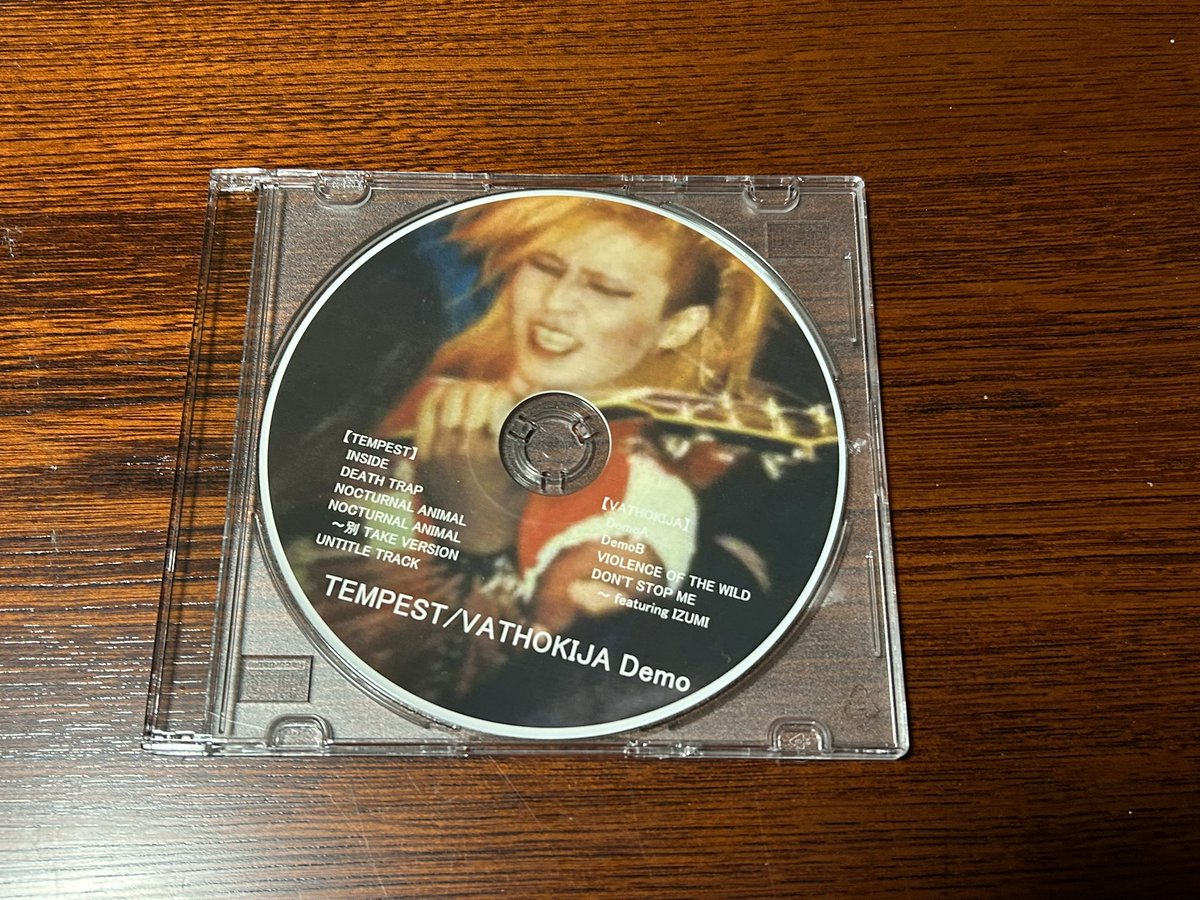 【TEMPEST】
INSIDE
DEATH TRAP
NOCTURNAL ANIMAL
NOCTURNAL ANIMAL
～別 TAKE VERSION
UNTITLE TRACK
【VATHOKIJA】
DemoA
DemoB
VIOLENCE OF THE WILD
DON'T STOP ME
～ featuring IZUMI
TEMPEST/VATHOKIJA Demo